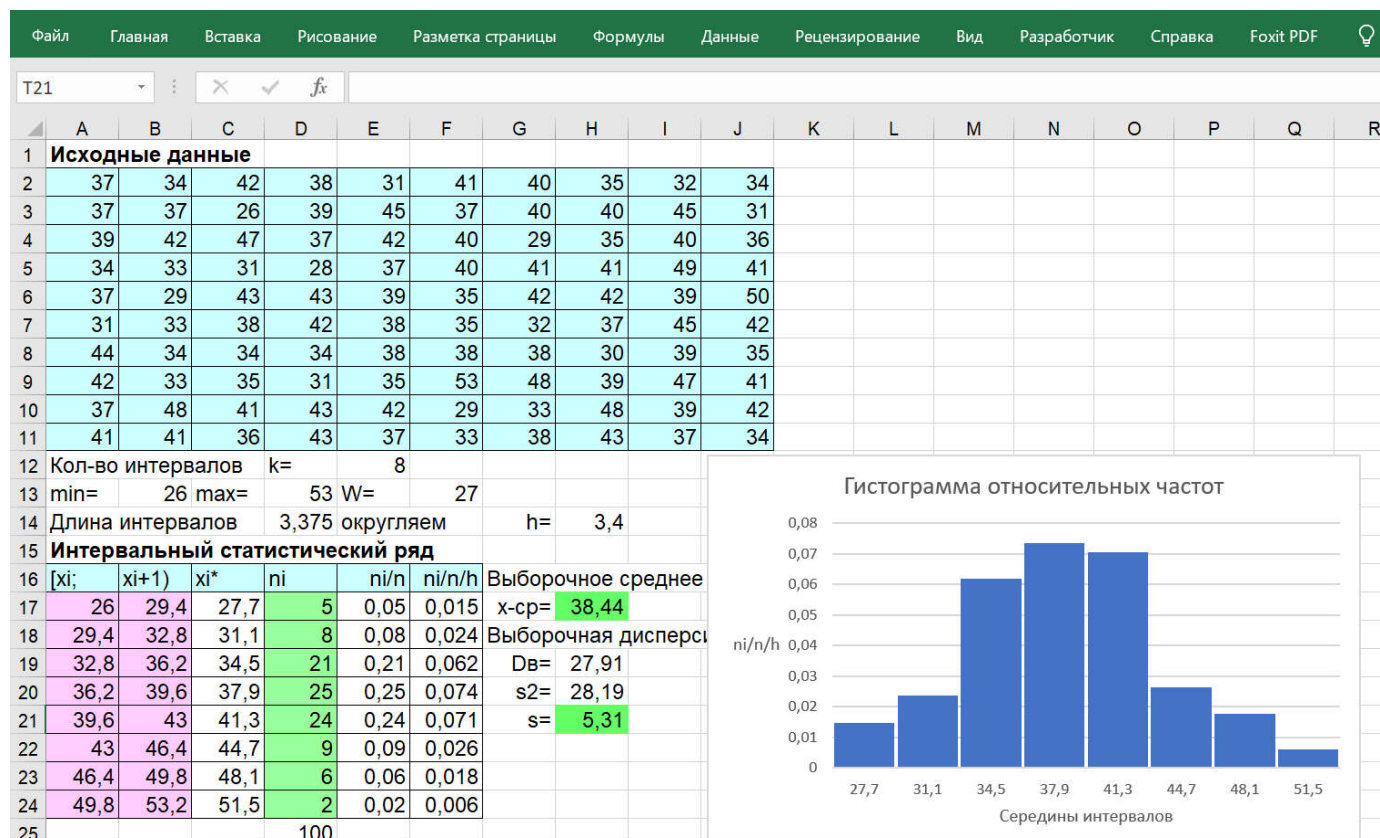 Файл Главная Вставка Рисование Разметка страницы Формулы Данные Рецензирование Вид Разработчик Справка Foxit PDF
T21 fx
A B C D E F G H I J K L M N O P Q R
1 Исходные данные
2 37 34 42 38 31 41 40 35 32 34
3 37 37 26 39 45 37 40 40 45 31
4 39 42 47 37 42 40 29 35 40 36
5 34 33 31 28 37 40 41 41 49 41
6 37 29 43 43 39 35 42 42 39 50
7 31 33 38 42 38 35 32 37 45 42
8 44 34 34 34 38 38 38 30 39 35
9 42 33 35 31 35 53 48 39 47 41
10 37 48 41 43 42 29 33 48 39 42
11 41 41 36 43 37 33 38 43 37 34
12 Кол-во интервалов k= 8
13 min= 26 max= 53 W= 27
14 Длина интервалов 3,375 округляем h= 3,4
15 Интервальный статистический ряд
16 [xi; xi+1) xi* ni ni/n ni/n/h Выборочное среднее
17 26 29,4 27,7 5 0,05 0,015 x-ср= 38,44
18 29,4 32,8 31,1 8 0,08 0,024 Выборочная дисперси
19 32,8 36,2 34,5 21 0,21 0,062 Dв= 27,91
20 36,2 39,6 37,9 25 0,25 0,074 s2= 28,19
21 39,6 43 41,3 24 0,24 0,071 s= 5,31
22 43 46,4 44,7 9 0,09 0,026
23 46,4 49,8 48,1 6 0,06 0,018
24 49,8 53,2 51,5 2 0,02 0,006
25 100
Гистограмма относительных частот
0,08
0,07
0,06
0,05
ni/n/h 0,04
0,03
0,02
0,01
0
27,7 31,1 34,5 37,9 41,3 44,7 48,1 51,5
Середины интервалов